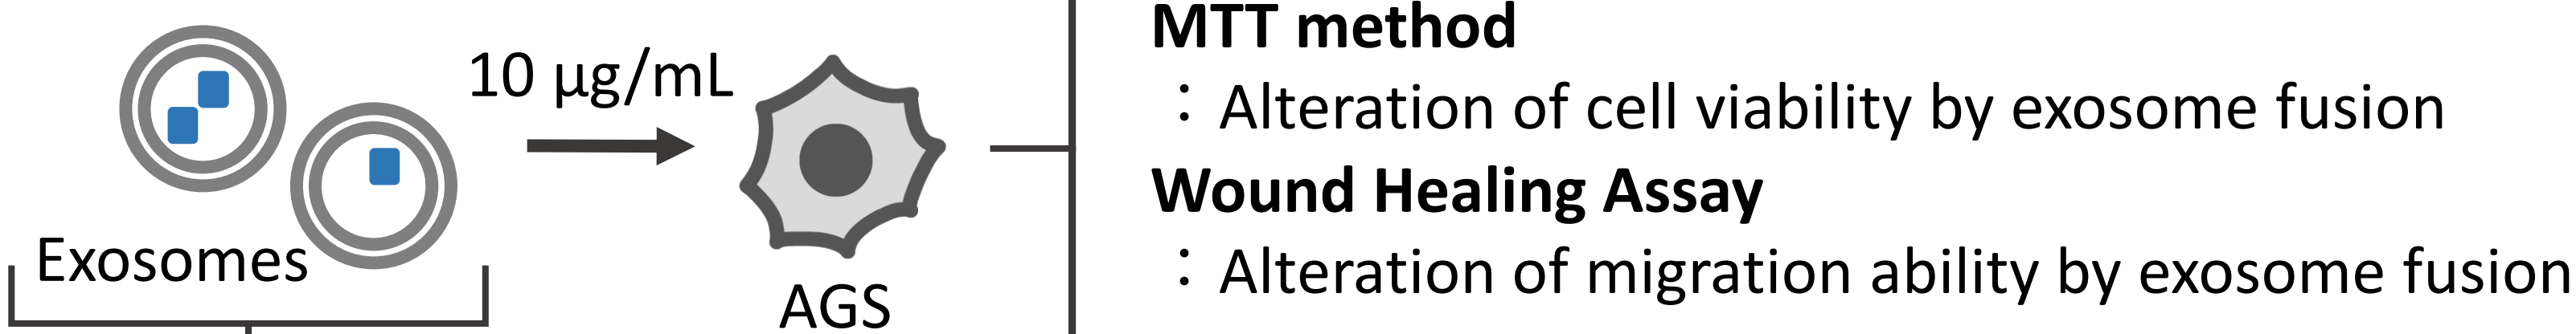 10 µg/mL
Exosomes
AGS
MTT method
：Alteration of cell viability by exosome fusion
Wound Healing Assay
：Alteration of migration ability by exosome fusion